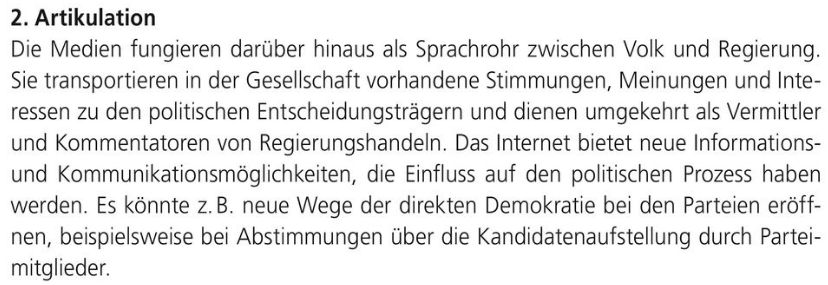 2. Artikulation
Die Medien fungieren darüber hinaus als Sprachrohr zwischen Volk und Regierung.
Sie transportieren in der Gesellschaft vorhandene Stimmungen, Meinungen und Inte-
ressen zu den politischen Entscheidungsträgern und dienen umgekehrt als Vermittler
und Kommentatoren von Regierungshandeln. Das Internet bietet neue Informations-
und Kommunikationsmöglichkeiten, die Einfluss auf den politischen Prozess haben
werden. Es könnte z. B. neue Wege der direkten Demokratie bei den Parteien eröff-
nen, beispielsweise bei Abstimmungen über die Kandidatenaufstellung durch Partei-
mitglieder.